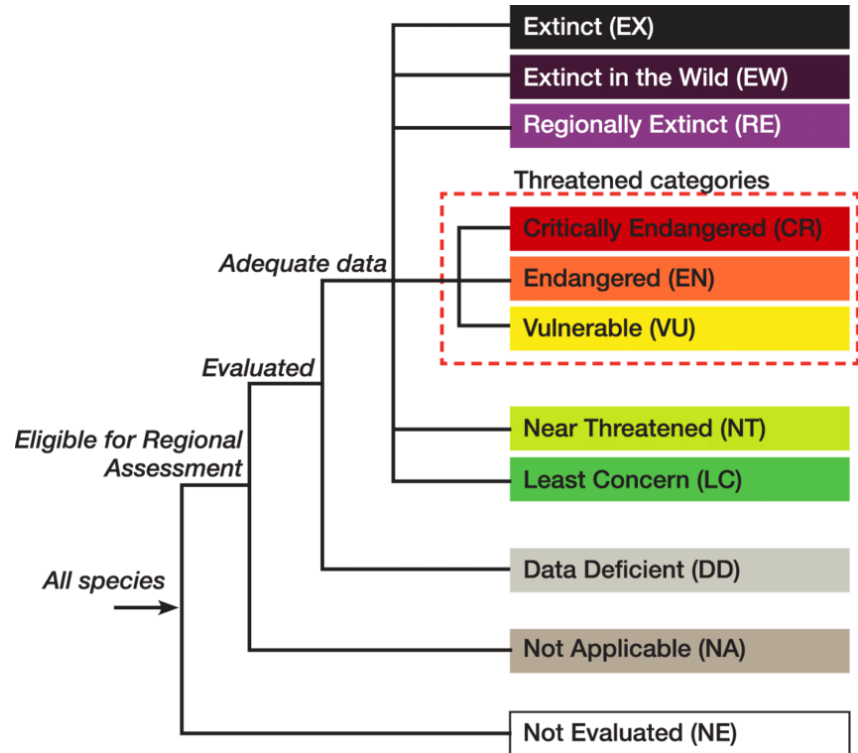 Extinct (EX)
Extinct in the Wild (EW)
Regionally Extinct (RE)
Threatened categories
Critically Endangered (CR)
Adequate data
Endangered (EN)
Vulnerable (VU)
Evaluated
Near Threatened (NT)
Eligible for Regional
Assessment
Least Concern (LC)
Data Deficient (DD)
All species
Not Applicable (NA)
Not Evaluated (NE)